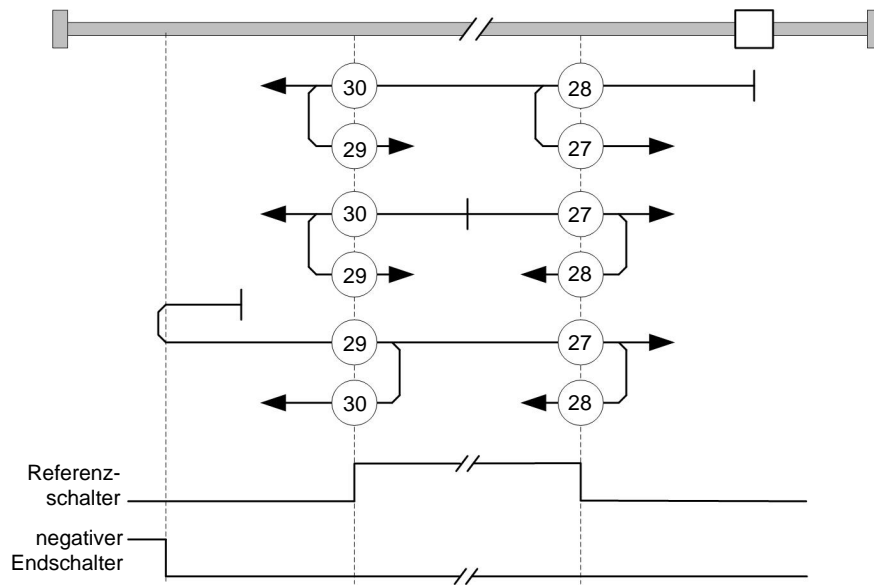 30 28
29 27
30 27
29 28
29 27
30 28
Referenz-
schalter
negativer
Endschalter